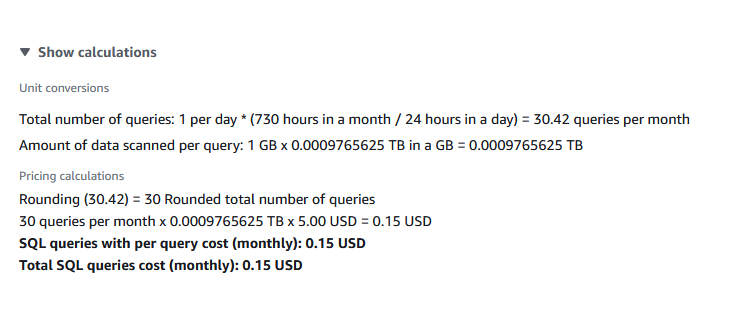 Show calculations
Unit conversions
Total number of queries: 1 per day * (730 hours in a month / 24 hours in a day) = 30.42 queries per month
Amount of data scanned per query: 1 GB x 0.0009765625 TB in a GB = 0.0009765625 TB
Pricing calculations
Rounding (30.42) = 30 Rounded total number of queries
30 queries per month x 0.0009765625 TB x 5.00 USD = 0.15 USD
SQL queries with per query cost (monthly): 0.15 USD
Total SQL queries cost (monthly): 0.15 USD